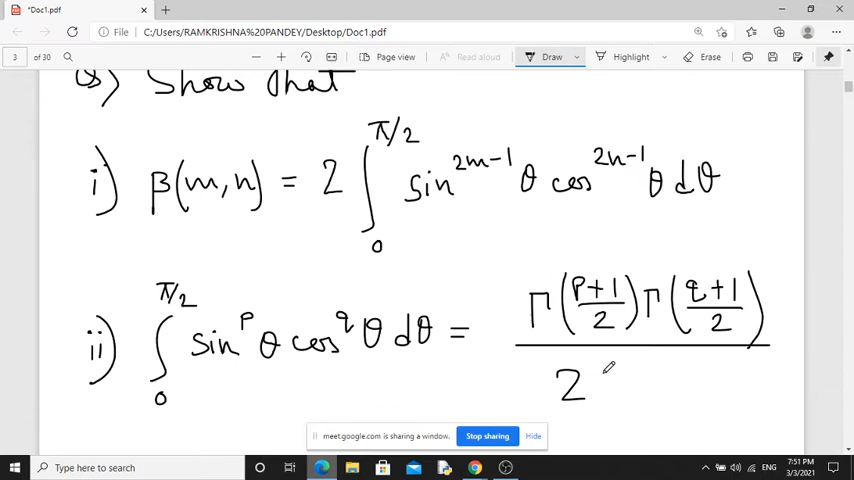 *Doc1.pdf
File C:/Users/RAMKRISHNA%20PANDEY/Desktop/Doc1.pdf
3 of 30 Page view Read aloud Draw Highlight Erase
Q) Show that
i) β(m,n) = 2 ∫_0^{π/2} sin^{2m-1} θ cos^{2n-1} θ dθ
ii) ∫_0^{π/2} sin^p θ cos^q θ dθ = Γ((p+1)/2) Γ((q+1)/2) / 2
meet.google.com is sharing a window. Stop sharing Hide
Type here to search
ENG
7:51 PM
3/3/2021